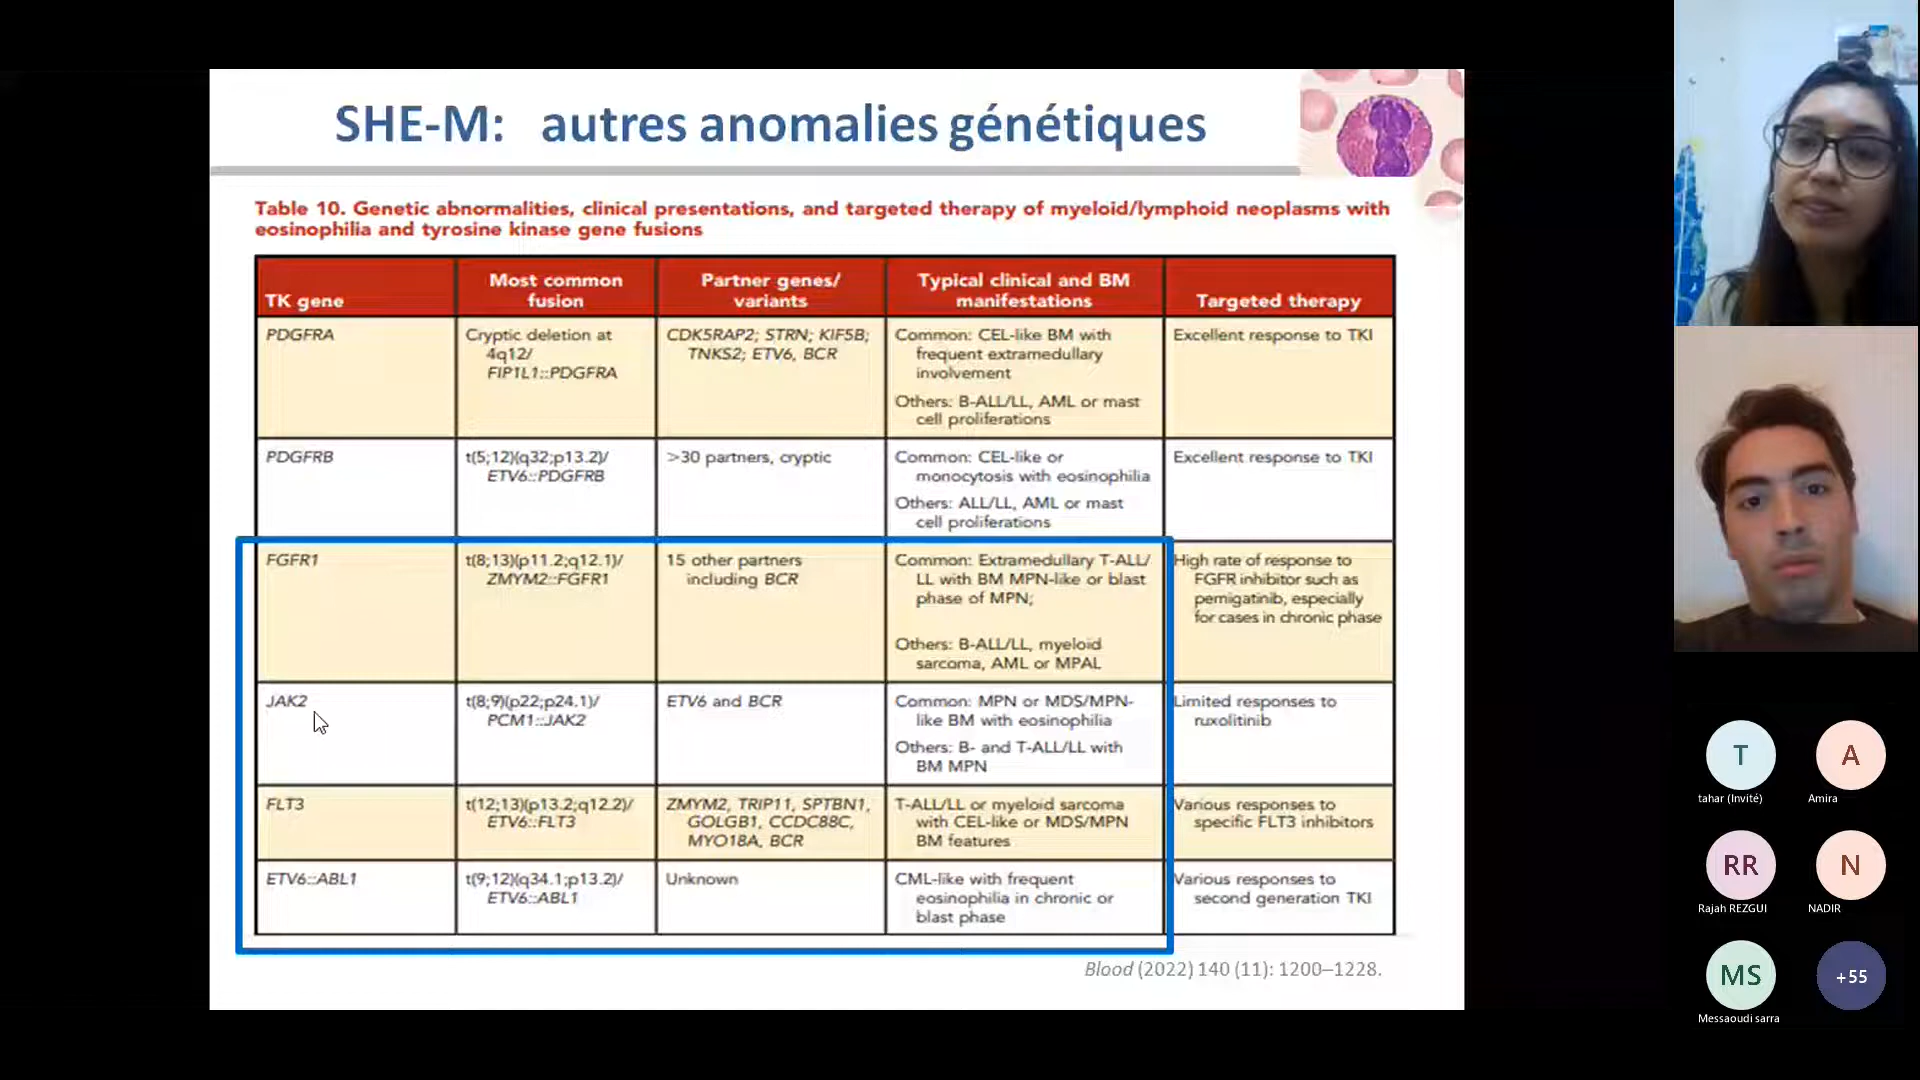 SHE-M: autres anomalies génétiques
Table 10. Genetic abnormalities, clinical presentations, and targeted therapy of myeloid/lymphoid neoplasms with
eosinophilia and tyrosine kinase gene fusions
TK gene
Most common
fusion
Partner genes/
variants
Typical clinical and BM
manifestations
Targeted therapy
PDGFRA
Cryptic deletion at
4q12/
FIP1L1::PDGFRA
CDK5RAP2; STRN; KIF5B;
TNKS2; ETV6, BCR
Common: CEL-like BM with
frequent extramedullary
involvement
Others: B-ALL/LL, AML or mast
cell proliferations
Excellent response to TKI
PDGFRB
t(5;12)(q32;p13.2)/
ETV6::PDGFRB
>30 partners, cryptic
Common: CEL-like or
monocytosis with eosinophilia
Others: ALL/LL, AML or mast
cell proliferations
Excellent response to TKI
FGFR1
t(8;13)(p11.2;q12.1)/
ZMYM2::FGFR1
15 other partners
including BCR
Common: Extramedullary T-ALL/
LL with BM MPN-like or blast
phase of MPN;
Others: B-ALL/LL, myeloid
sarcoma, AML or MPAL
High rate of response to
FGFR inhibitor such as
pemigatinib, especially
for cases in chronic phase
JAK2
t(8;9)(p22;p24.1)/
PCM1::JAK2
ETV6 and BCR
Common: MPN or MDS/MPN-
like BM with eosinophilia
Others: B- and T-ALL/LL with
BM MPN
Limited responses to
ruxolitinib
FLT3
t(12;13)(p13.2;q12.2)/
ETV6::FLT3
ZMYM2, TRIP11, SPTBN1,
GOLGB1, CCDC88C,
MYO18A, BCR
T-ALL/LL or myeloid sarcoma
with CEL-like or MDS/MPN
BM features
Various responses to
specific FLT3 inhibitors
ETV6::ABL1
t(9;12)(q34.1;p13.2)/
ETV6::ABL1
Unknown
CML-like with frequent
eosinophilia in chronic or
blast phase
Various responses to
second generation TKI
Blood (2022) 140 (11): 1200–1228.
T
tahar (Invité)
A
Amira
RR
Rajah REZGUI
N
NADIR
MS
Messaoudi sarra
+55